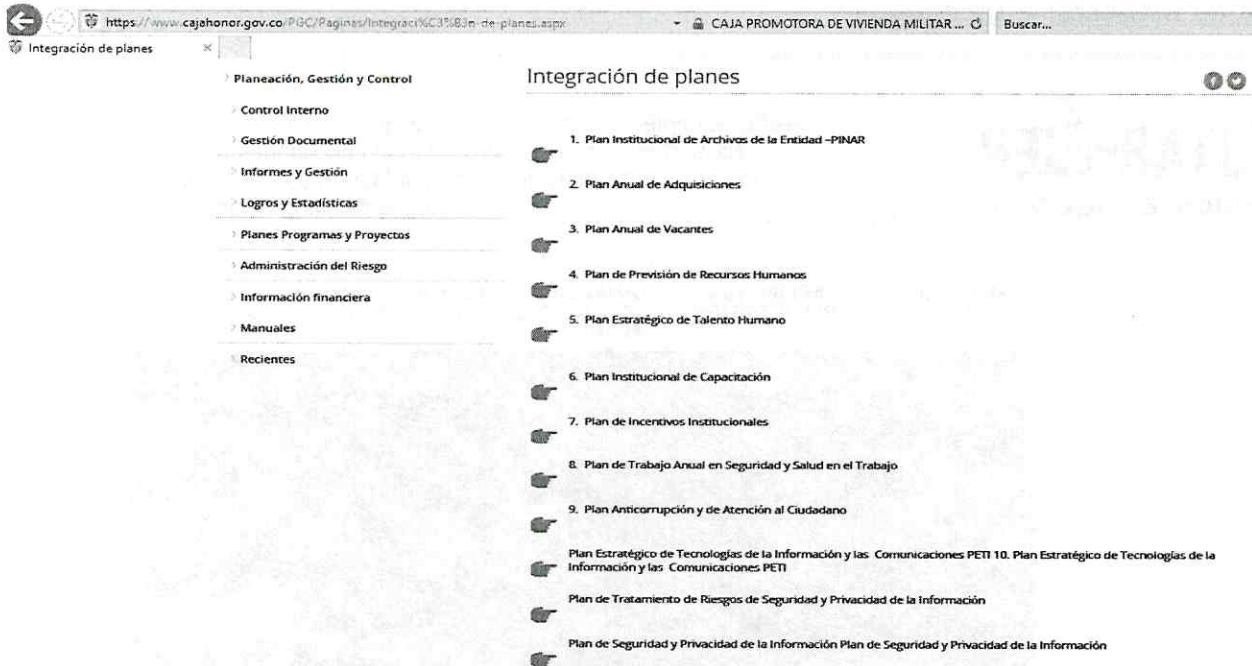 https://www.cajahonor.gov.co/PGC/Paginas/Integraci%C3%B3n-de-planes.aspx
CAJA PROMOTORA DE VIVIENDA MILITAR ...
Buscar...
Integración de planes
Planeación, Gestión y Control
Control Interno
Gestión Documental
Informes y Gestión
Logros y Estadísticas
Planes Programas y Proyectos
Administración del Riesgo
Información financiera
Manuales
Recientes
Integración de planes
1. Plan Institucional de Archivos de la Entidad –PINAR
2. Plan Anual de Adquisiciones
3. Plan Anual de Vacantes
4. Plan de Previsión de Recursos Humanos
5. Plan Estratégico de Talento Humano
6. Plan Institucional de Capacitación
7. Plan de Incentivos Institucionales
8. Plan de Trabajo Anual en Seguridad y Salud en el Trabajo
9. Plan Anticorrupción y de Atención al Ciudadano
Plan Estratégico de Tecnologías de la Información y las Comunicaciones PETI 10. Plan Estratégico de Tecnologías de la
Información y las Comunicaciones PETI
Plan de Tratamiento de Riesgos de Seguridad y Privacidad de la Información
Plan de Seguridad y Privacidad de la Información Plan de Seguridad y Privacidad de la Información